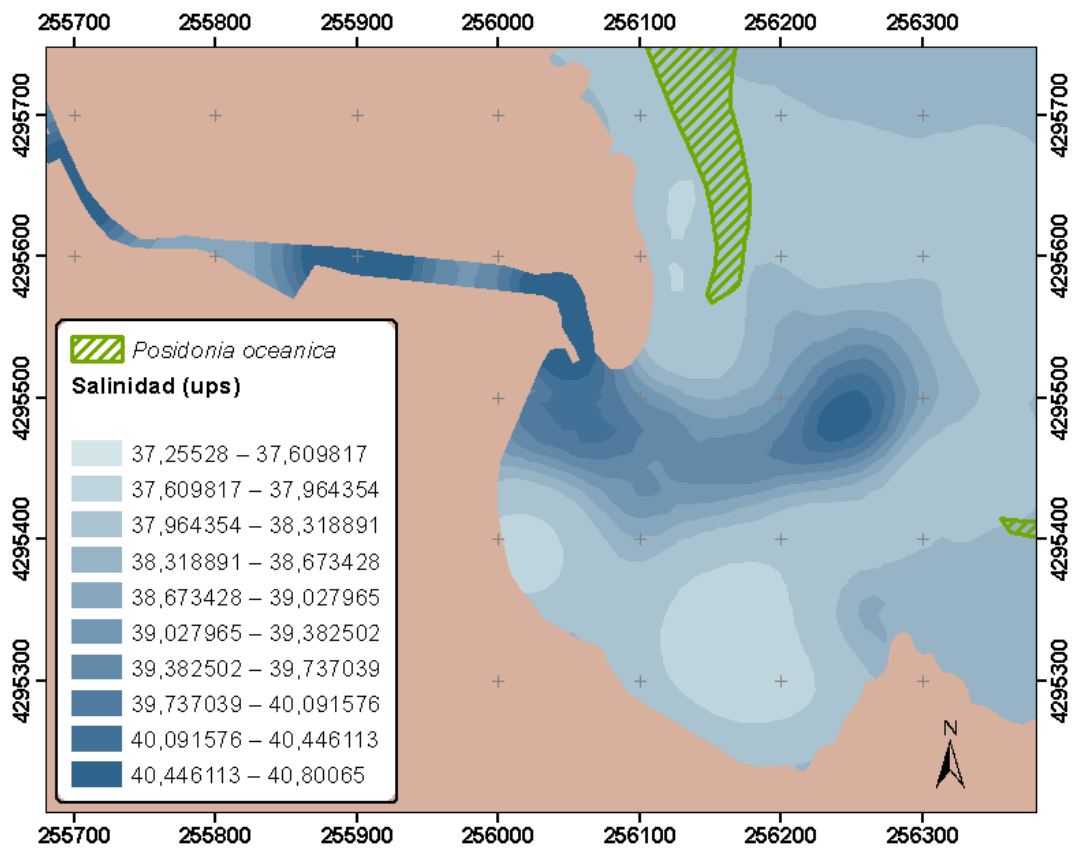 255700 255800 255900 256000 256100 256200 256300
4295700 4295700
4295600 4295600
4295500 4295500
4295400 4295400
4295300 4295300
Posidonia oceanica
Salinidad (ups)
37,25528 – 37,609817
37,609817 – 37,964354
37,964354 – 38,318891
38,318891 – 38,673428
38,673428 – 39,027965
39,027965 – 39,382502
39,382502 – 39,737039
39,737039 – 40,091576
40,091576 – 40,446113
40,446113 – 40,80065
N
255700 255800 255900 256000 256100 256200 256300